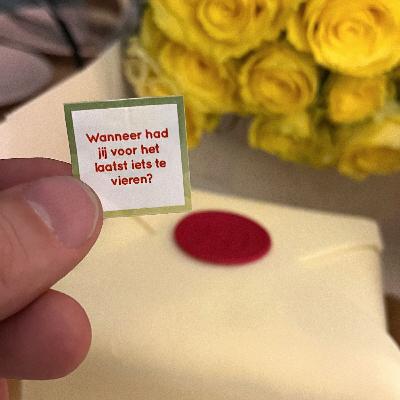 Wanneer had
jij voor het
laatst iets te
vieren?